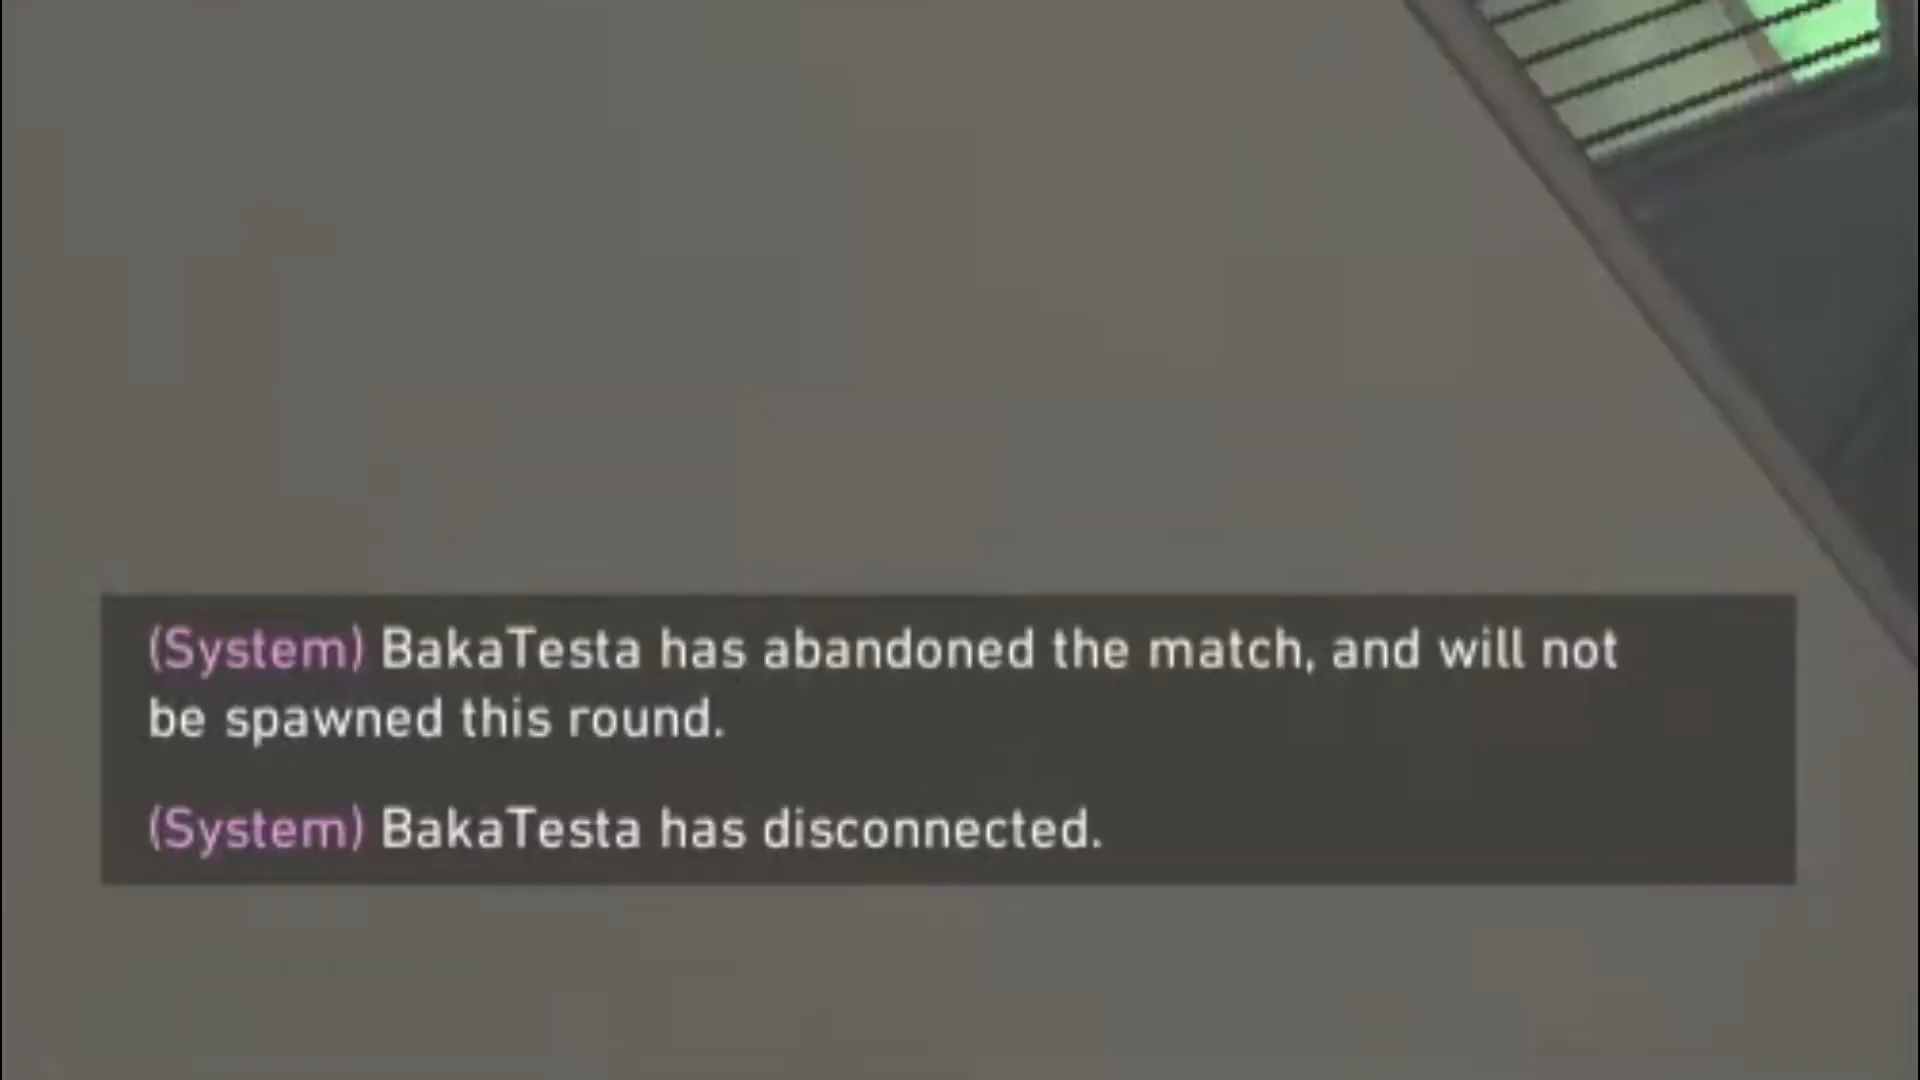 (System) BakaTesta has abandoned the match, and will not
be spawned this round.
(System) BakaTesta has disconnected.